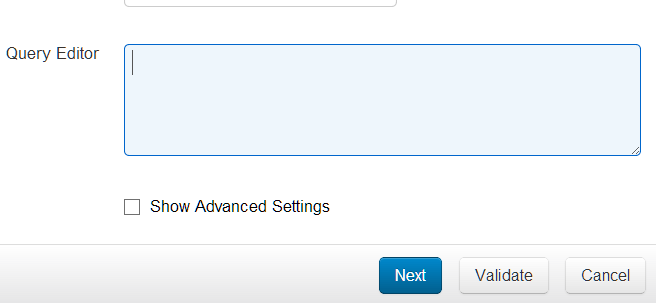 Query Editor
Show Advanced Settings
Next Validate Cancel